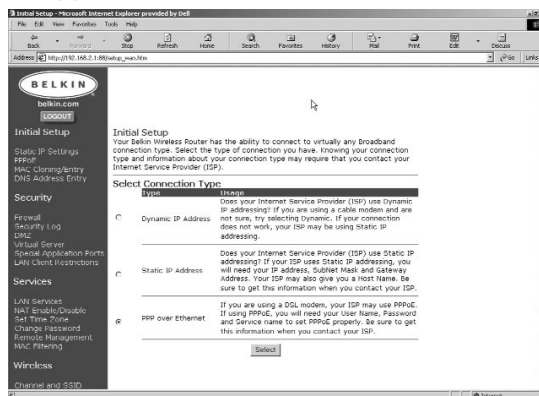 Initial Setup - Microsoft Internet Explorer provided by Dell
File Edit View Favorites Tools Help
Back Forward Stop Refresh Home Search Favorites History Mail Print Edit Discuss
Address http://192.168.2.1:88/setup_wan.htm Go Links
BELKIN
belkin.com
LOGOUT
Initial Setup
Static IP Settings
PPPoE
MAC Cloning/Entry
DNS Address Entry
Security
Firewall
Security Log
DMZ
Virtual Server
Special Application Ports
LAN Client Restrictions
Services
LAN Services
NAT Enable/Disable
Set Time Zone
Change Password
Remote Management
MAC Filtering
Wireless
Channel and SSID
Initial Setup
Your Belkin Wireless Router has the ability to connect to virtually any Broadband
connection type. Select the type of connection you have. Knowing your connection
type and information about your connection type may require that you contact your
Internet Service Provider (ISP).
Select Connection Type
Type Usage
Dynamic IP Address
Does your Internet Service Provider (ISP) use Dynamic
IP addressing? If you are using a cable modem and are
not sure, try selecting Dynamic. If your connection
does not work, your ISP may be using Static IP
addressing.
Static IP Address
Does your Internet Service Provider (ISP) use Static IP
addressing? If your ISP uses Static IP addressing, you
will need your IP address, Subnet Mask and Gateway
Address. Your ISP may also give you a Host Name. Be
sure to get this information when you contact your ISP.
PPP over Ethernet
If you are using a DSL modem, your ISP may use PPPoE.
If using PPPoE, you will need your User Name, Password
and Service name to set PPPoE properly. Be sure to get
this information when you contact your ISP.
Select
Internet